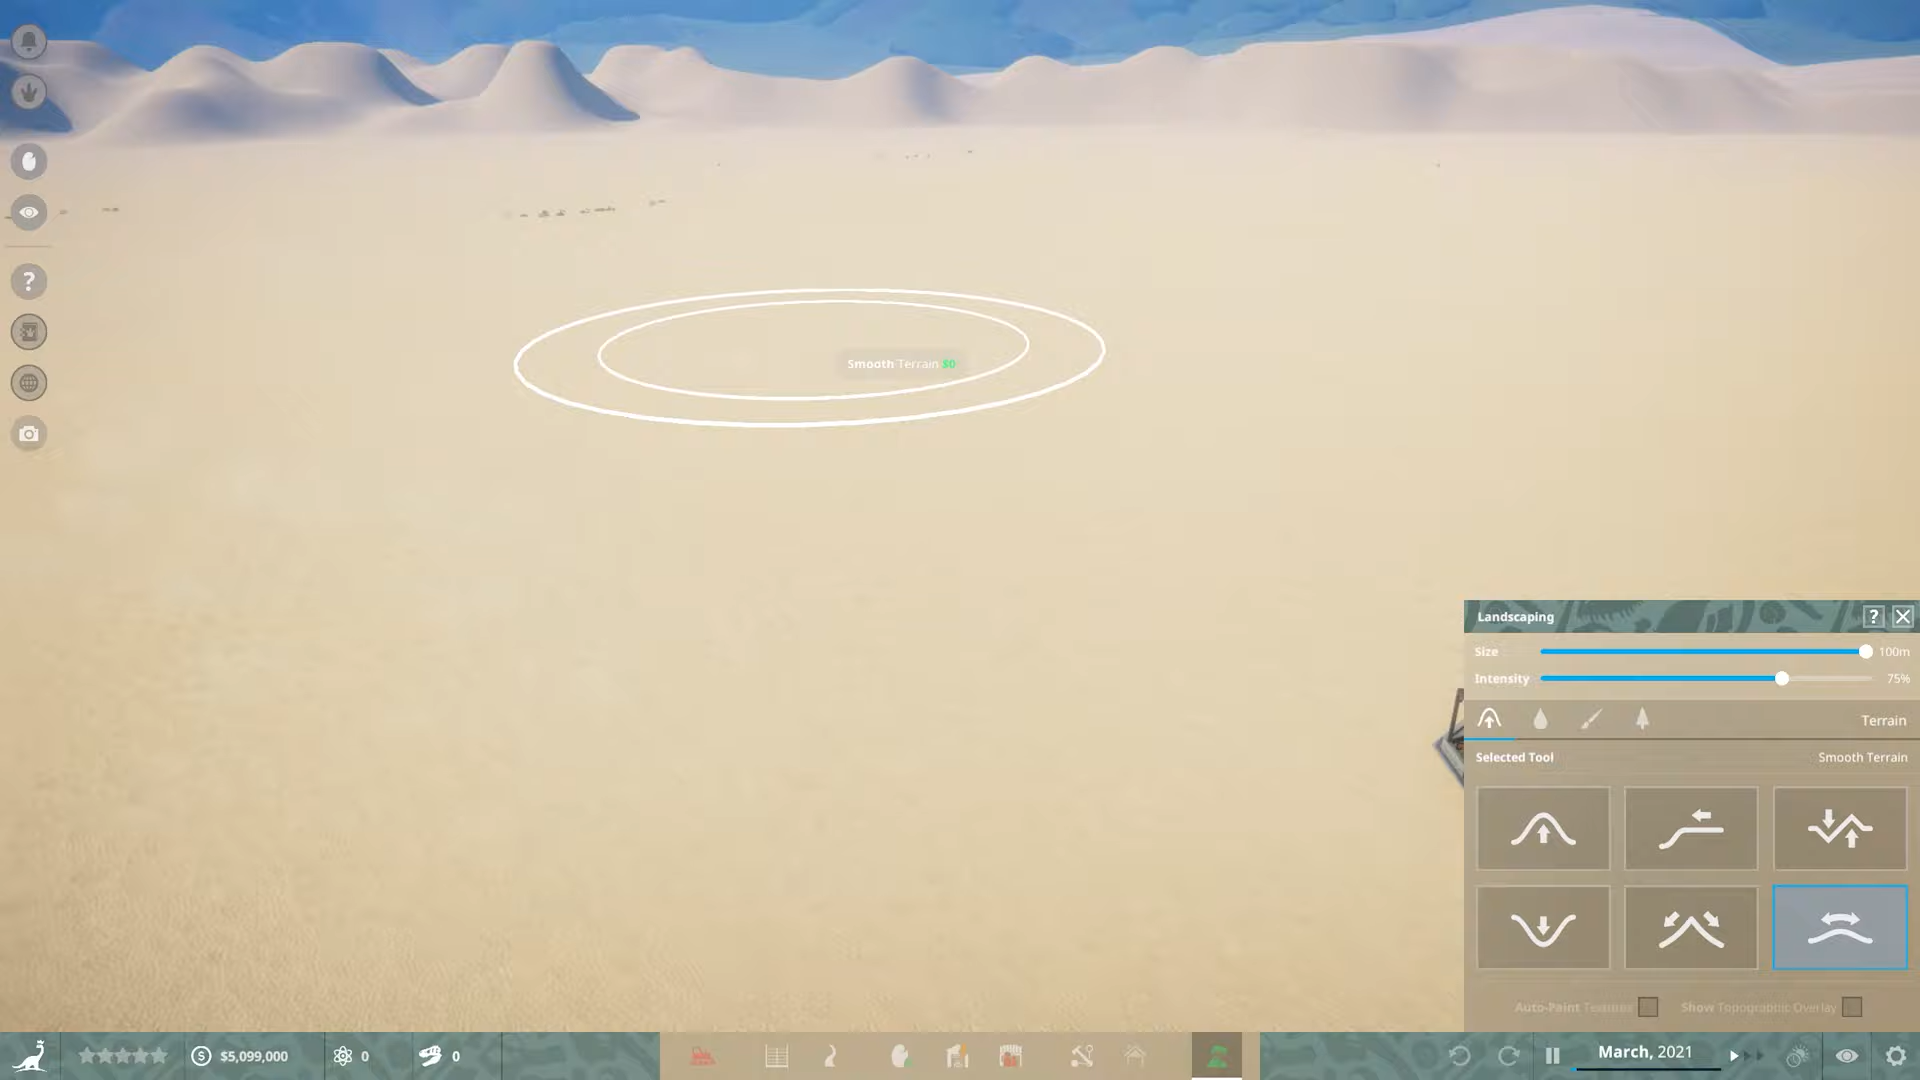 Smooth Terrain $0
Landscaping
?
Size 100m
Intensity 75%
Terrain
Selected Tool Smooth Terrain
Auto-Paint Textures Show Topographic Overlay
$5,099,000 0 0
March, 2021